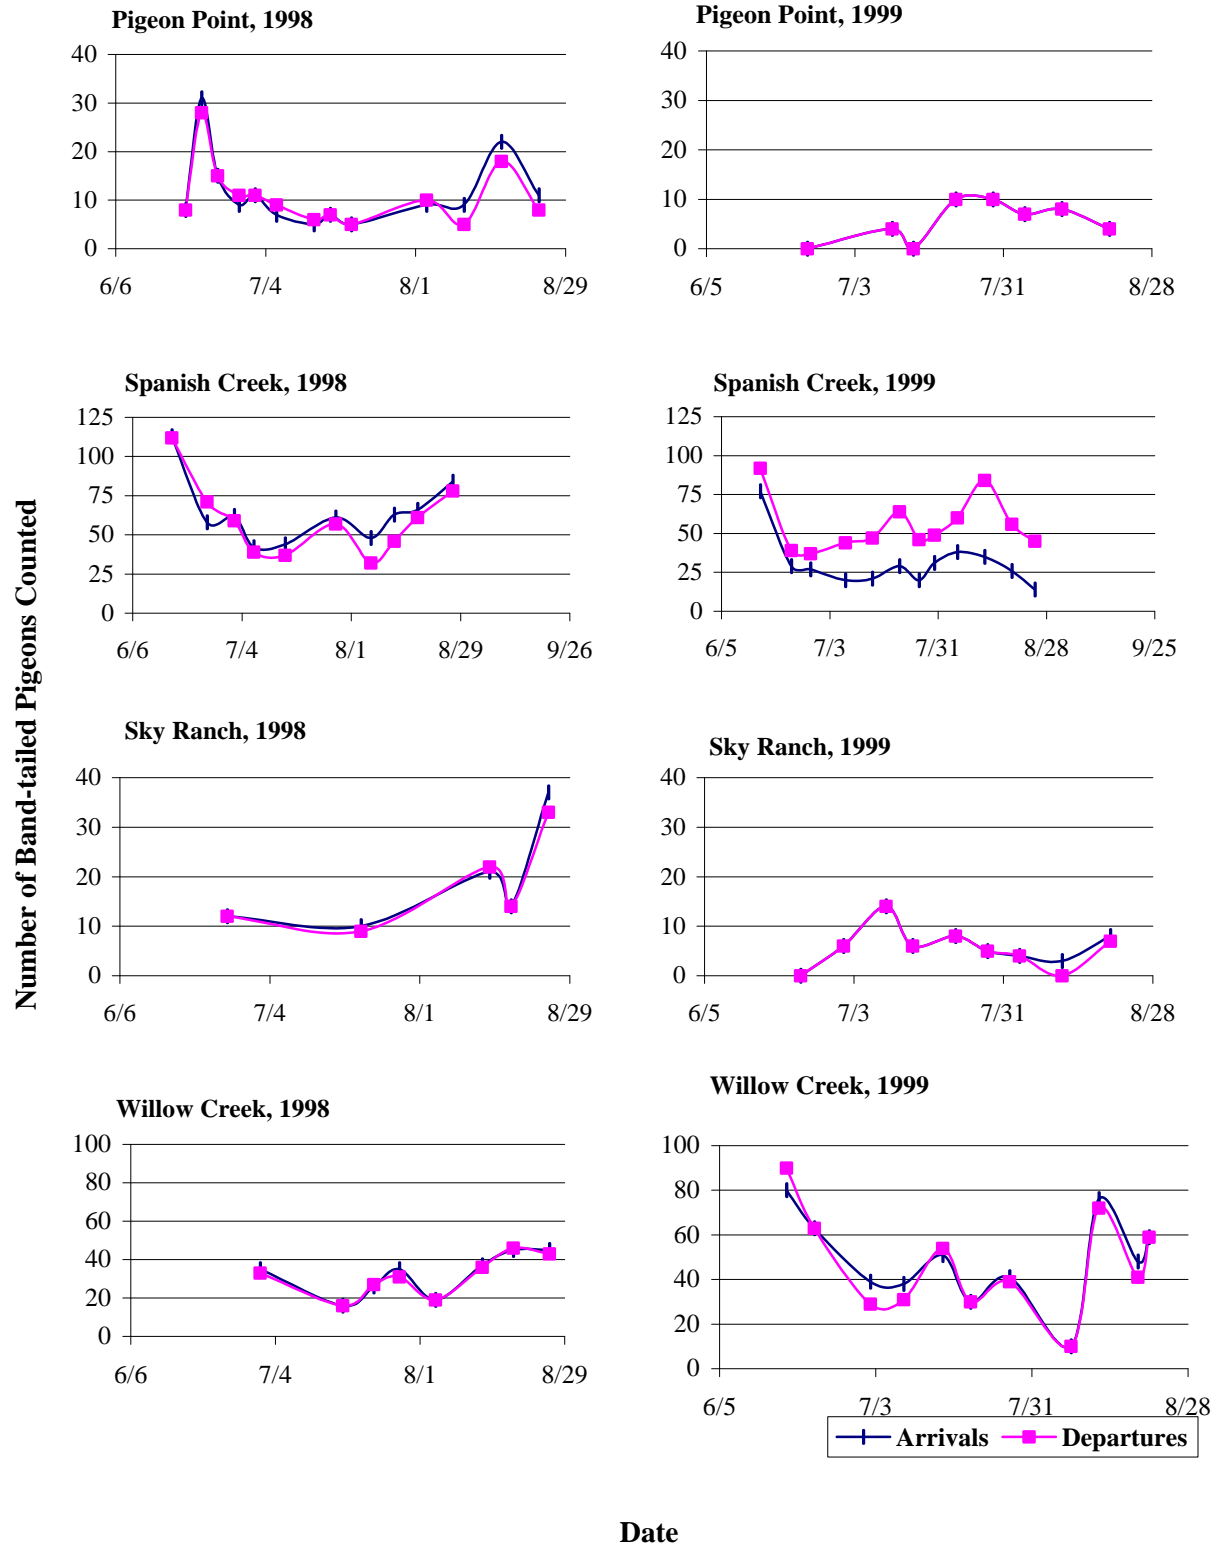 Pigeon Point, 1998
40
30
20
10
0
6/6 7/4 8/1 8/29
Pigeon Point, 1999
40
30
20
10
0
6/5 7/3 7/31 8/28
Spanish Creek, 1998
125
100
75
50
25
0
6/6 7/4 8/1 8/29 9/26
Spanish Creek, 1999
125
100
75
50
25
0
6/5 7/3 7/31 8/28 9/25
Number of Band-tailed Pigeons Counted
Sky Ranch, 1998
40
30
20
10
0
6/6 7/4 8/1 8/29
Sky Ranch, 1999
40
30
20
10
0
6/5 7/3 7/31 8/28
Willow Creek, 1998
100
80
60
40
20
0
6/6 7/4 8/1 8/29
Willow Creek, 1999
100
80
60
40
20
0
6/5 7/3 7/31 8/28
Arrivals Departures
Date